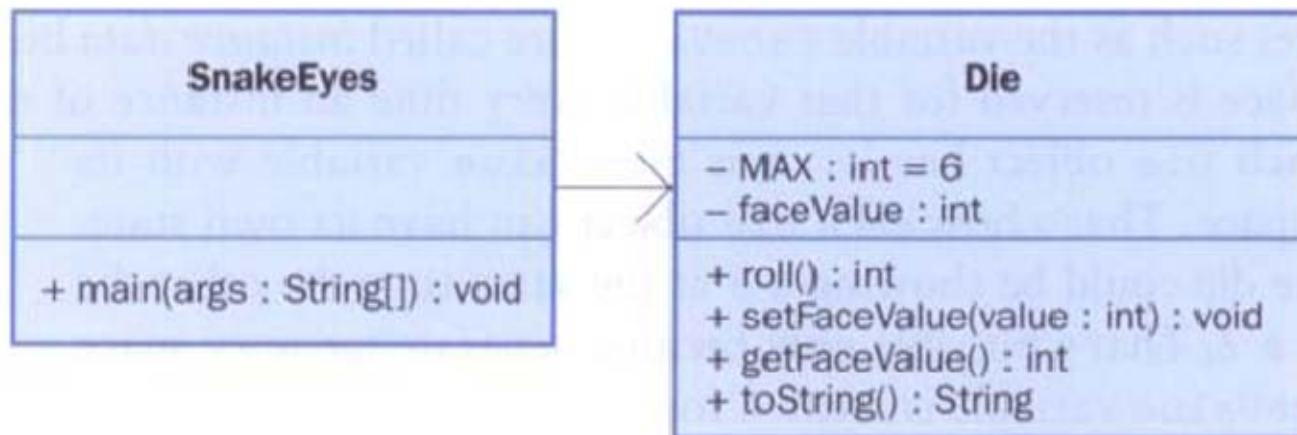 SnakeEyes
+ main(args : String[]) : void
Die
– MAX : int = 6
– faceValue : int
+ roll() : int
+ setFaceValue(value : int) : void
+ getFaceValue() : int
+ toString() : String